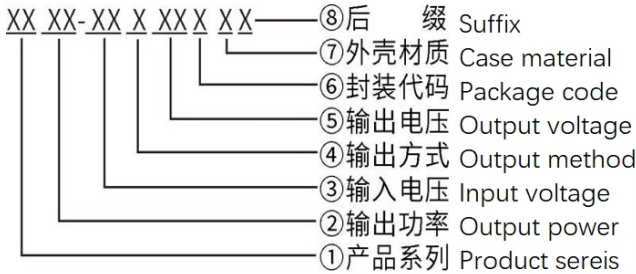 XX XX-XX X XX X X X
⑧后 缀 Suffix
⑦外壳材质 Case material
⑥封装代码 Package code
⑤输出电压 Output voltage
④输出方式 Output method
③输入电压 Input voltage
②输出功率 Output power
①产品系列 Product sereis